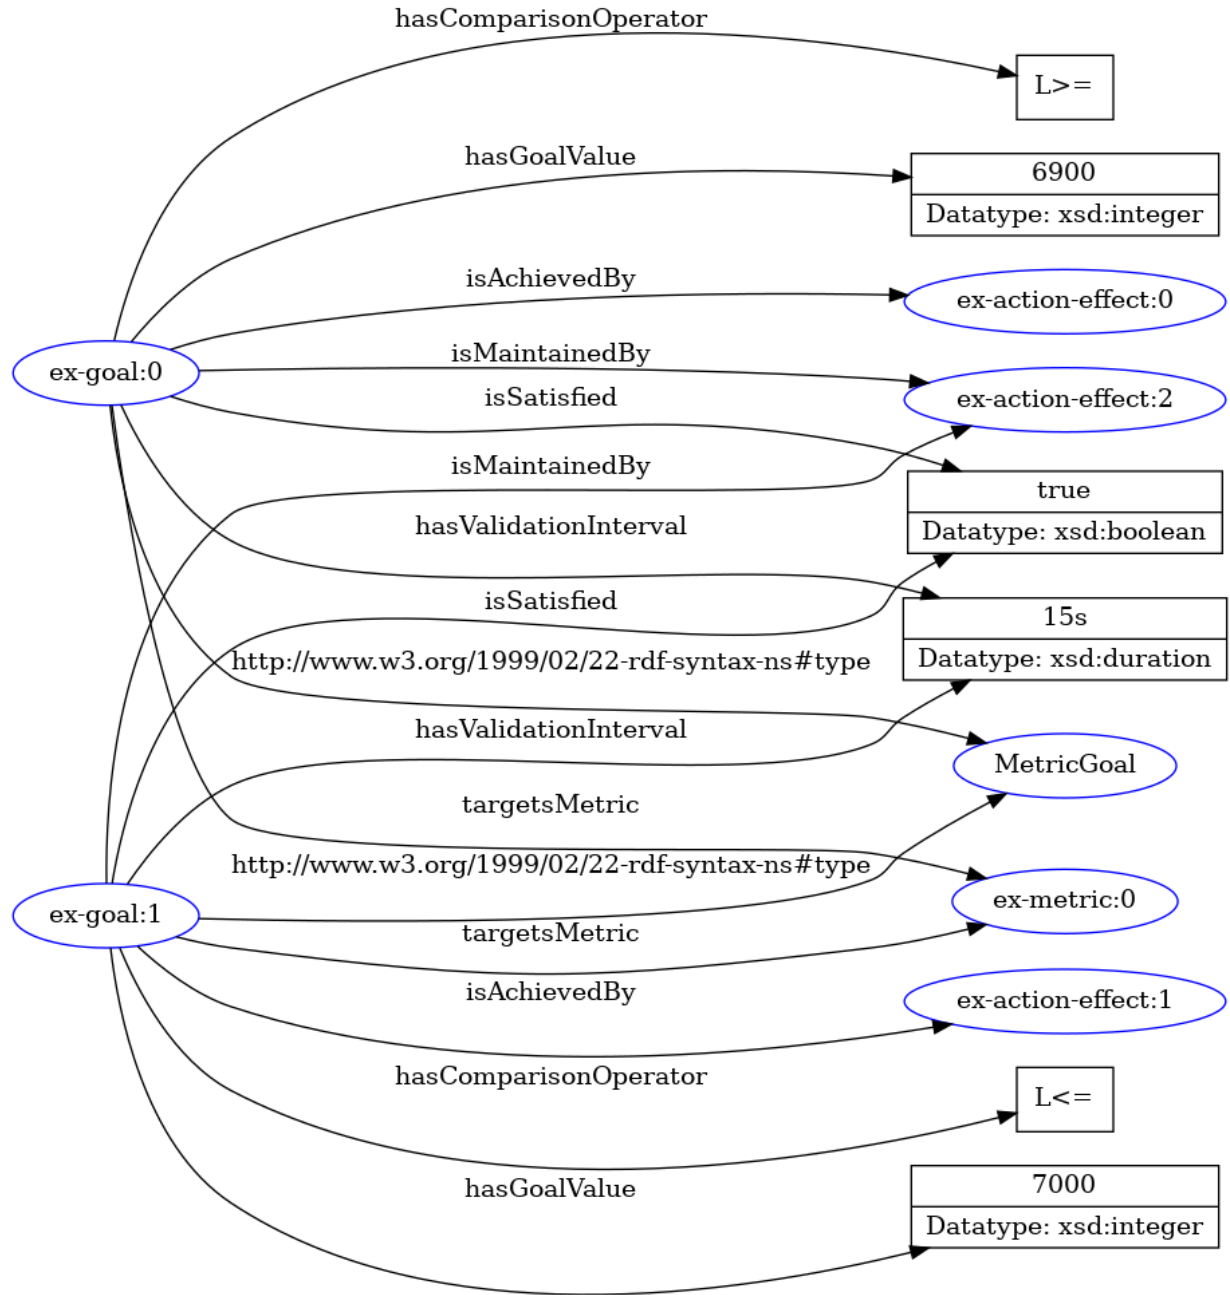 hasComparisonOperator
L>=
hasGoalValue
6900
Datatype: xsd:integer
isAchievedBy
ex-action-effect:0
isMaintainedBy
ex-goal:0
ex-action-effect:2
isSatisfied
isMaintainedBy
true
Datatype: xsd:boolean
hasValidationInterval
isSatisfied
15s
Datatype: xsd:duration
http://www.w3.org/1999/02/22-rdf-syntax-ns#type
hasValidationInterval
MetricGoal
targetsMetric
http://www.w3.org/1999/02/22-rdf-syntax-ns#type
ex-metric:0
ex-goal:1
targetsMetric
isAchievedBy
ex-action-effect:1
hasComparisonOperator
L<=
hasGoalValue
7000
Datatype: xsd:integer